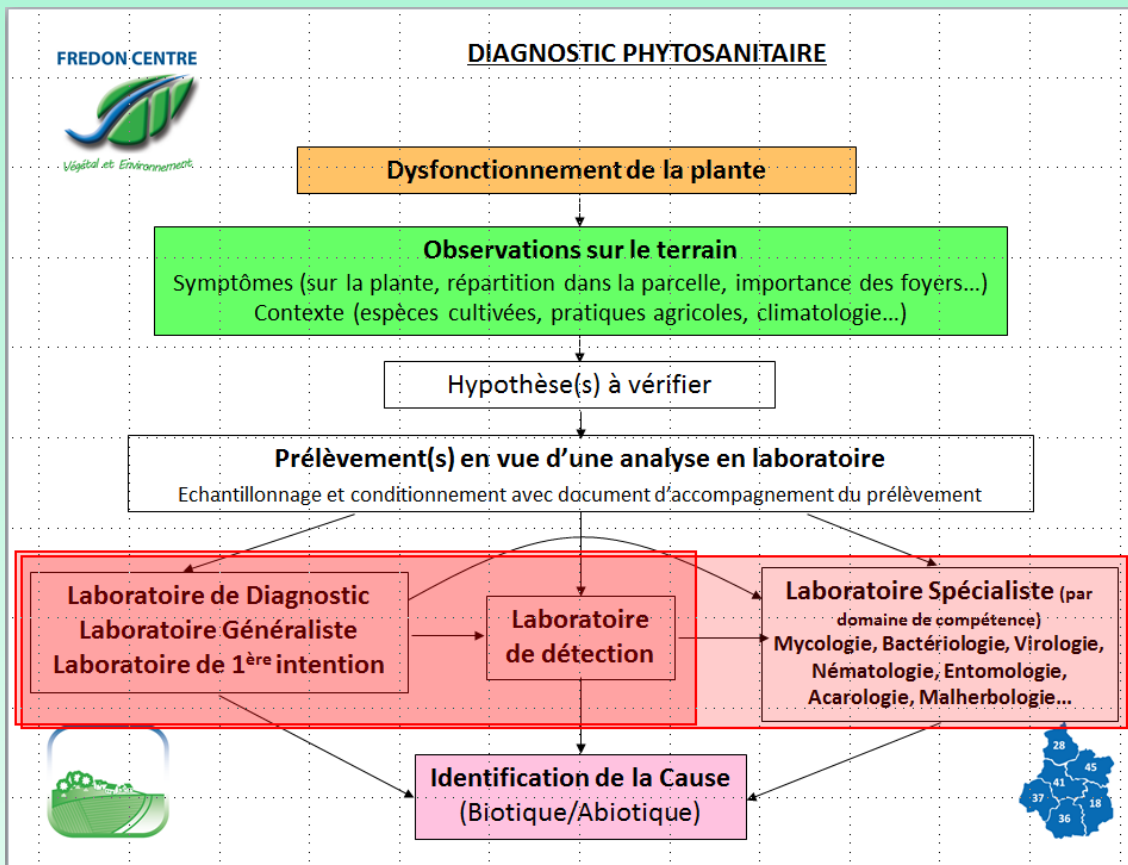 FREDON CENTRE
Végétal et Environnement
DIAGNOSTIC PHYTOSANITAIRE
Dysfonctionnement de la plante
Observations sur le terrain
Symptômes (sur la plante, répartition dans la parcelle, importance des foyers...)
Contexte (espèces cultivées, pratiques agricoles, climatologie...)
Hypothèse(s) à vérifier
Prélèvement(s) en vue d'une analyse en laboratoire
Echantillonnage et conditionnement avec document d'accompagnement du prélèvement
Laboratoire de Diagnostic
Laboratoire Généraliste
Laboratoire de 1ère intention
Laboratoire
de détection
Laboratoire Spécialiste (par
domaine de compétence)
Mycologie, Bactériologie, Virologie,
Nématologie, Entomologie,
Acarologie, Malherbologie...
Identification de la Cause
(Biotique/Abiotique)
28
45
41
37
18
36